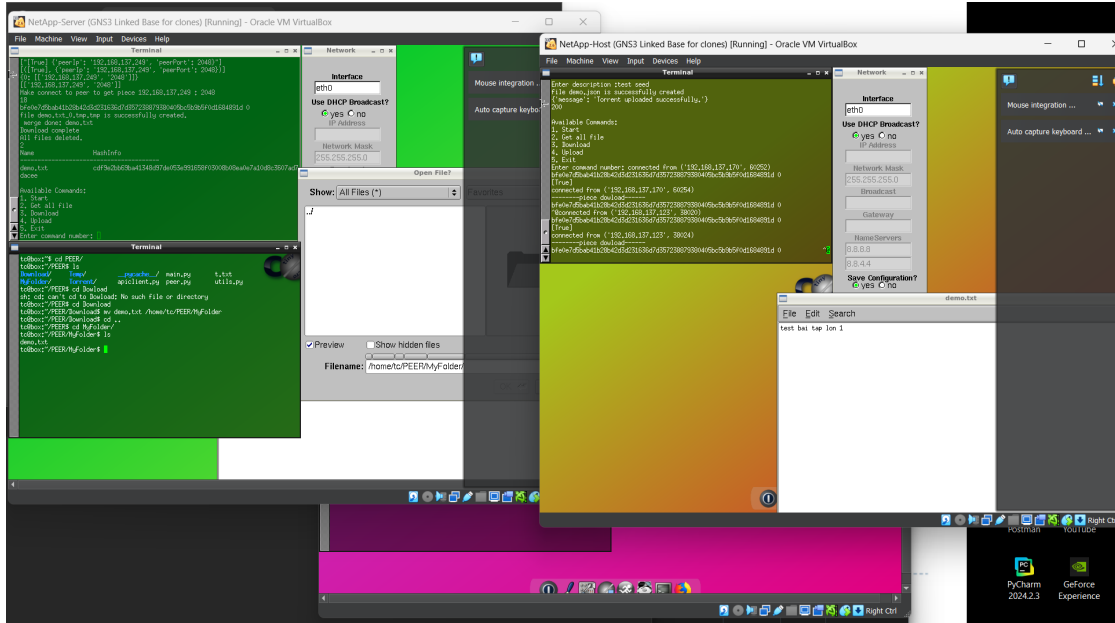 NetApp-Server (GNS3 Linked Base for clones) [Running] - Oracle VM VirtualBox
File Machine View Input Devices Help
Terminal
[(True), {'peerIp': '192.168.137.249', 'peerPort': 2048}]
Make connect to peer to get piece 192.168.137.249 : 2048
18
file demo.txt_0.tmp.tmp is successfully created.
merge done: demo.txt
Download complete
All files deleted.
2
Name HashInfo
demo.txt
dacee
Available Commands:
1. Start
2. Get all file
3. Download
4. Upload
5. Exit
Enter command number:
Terminal
tc@box:~$ cd PEER/
tc@box:~/PEER$ ls
Download/ Temp/ __pycache__/ main.py t.txt
MyFolder/ Torrent/ apiclient.py peer.py utils.py
tc@box:~/PEER$ cd Dowload
sh: cd: can't cd to Dowload: No such file or directory
tc@box:~/PEER$ cd Download
tc@box:~/PEER/Download$ mv demo.txt /home/tc/PEER/MyFolder
tc@box:~/PEER/Download$ cd ..
tc@box:~/PEER$ cd MyFolder/
tc@box:~/PEER/MyFolder$ ls
demo.txt
tc@box:~/PEER/MyFolder$
Network
Interface
eth0
Use DHCP Broadcast?
yes no
IP Address
Network Mask
255.255.255.0
Mouse integration ...
Auto capture keybo
Open File?
Show: All Files (*)
Favorites
../
Preview Show hidden files
Filename: /home/tc/PEER/MyFolder/
NetApp-Host (GNS3 Linked Base for clones) [Running] - Oracle VM VirtualBox
File Machine View Input Devices Help
Terminal
Enter description :test seed
File demo.json is successfully created
{'message': 'Torrent uploaded successfully.'}
200
Available Commands:
1. Start
2. Get all file
3. Download
4. Upload
5. Exit
Enter command number: connected from ('192.168.137.170', 60252)
[True]
connected from ('192.168.137.170', 60254)
--------piece dowload------
connected from ('192.168.137.123', 38020)
[True]
connected from ('192.168.137.123', 38024)
--------piece dowload------
Network
Interface
eth0
Use DHCP Broadcast?
yes no
IP Address
Network Mask
255.255.255.0
Broadcast
Gateway
NameServers
8.8.8.8
8.8.4.4
Save Configuration?
yes no
Mouse integration ...
Auto capture keyboard ...
demo.txt
File Edit Search
test bai tap lon 1
Right Ctr
Right Ctrl
Postman YouTube
PyCharm 2024.2.3
GeForce Experience